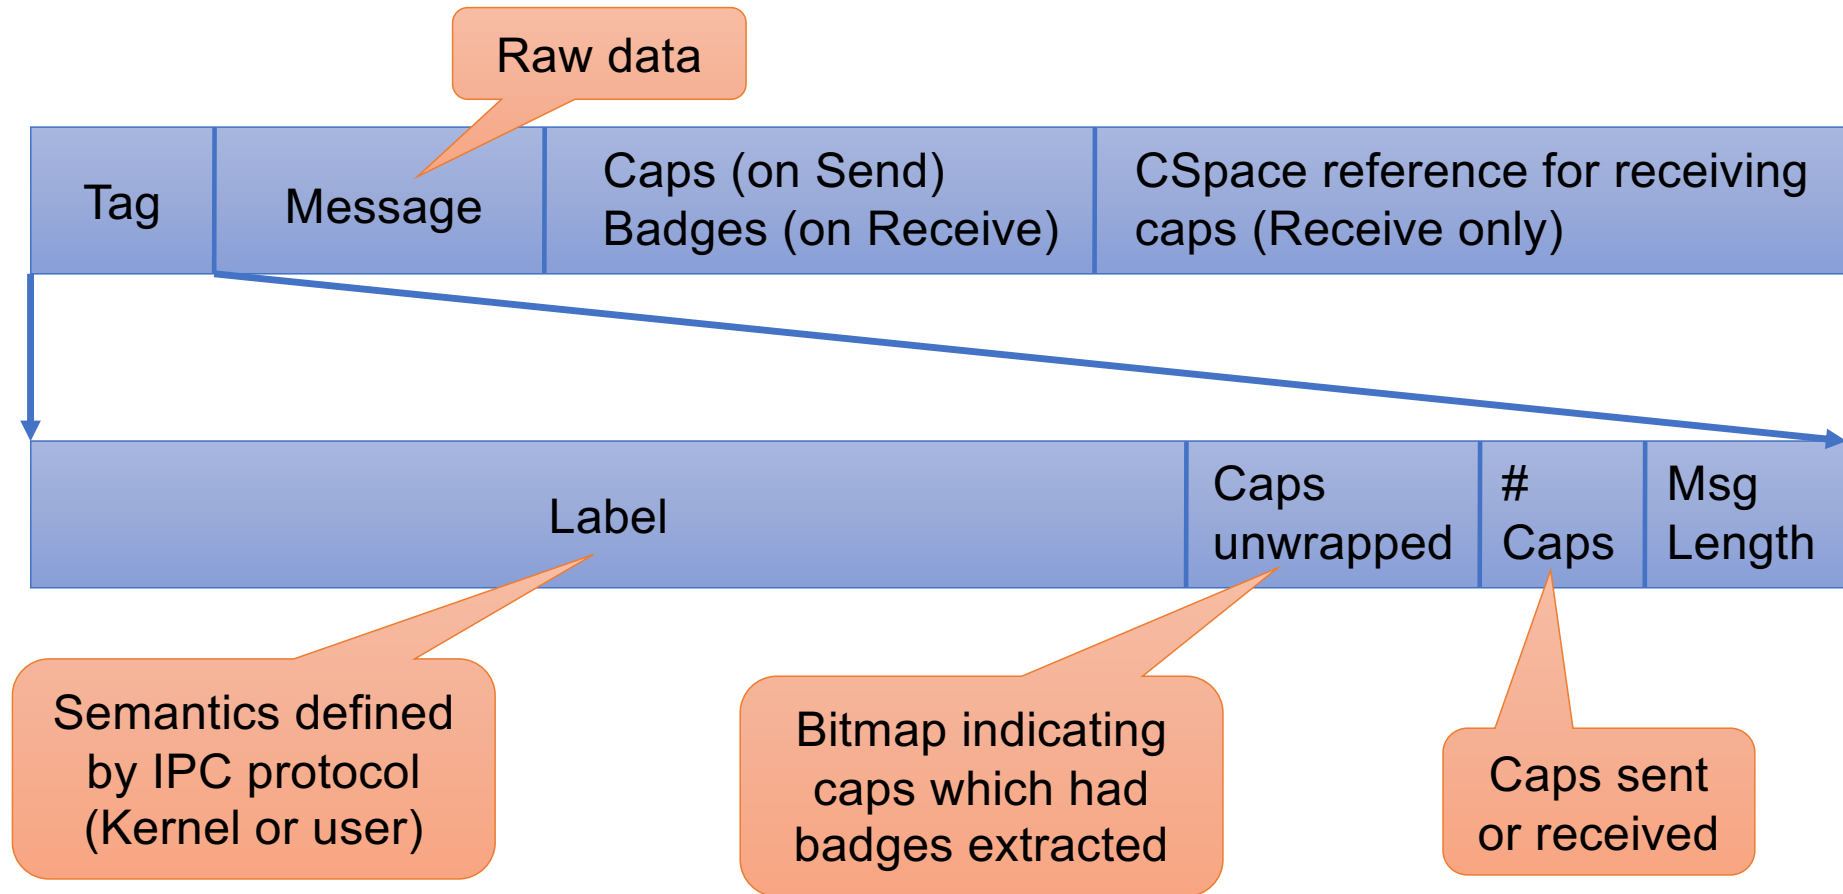 Raw data
Tag
Message
Caps (on Send)
Badges (on Receive)
CSpace reference for receiving
caps (Receive only)
Label
Caps
unwrapped
#
Caps
Msg
Length
Semantics defined
by IPC protocol
(Kernel or user)
Bitmap indicating
caps which had
badges extracted
Caps sent
or received